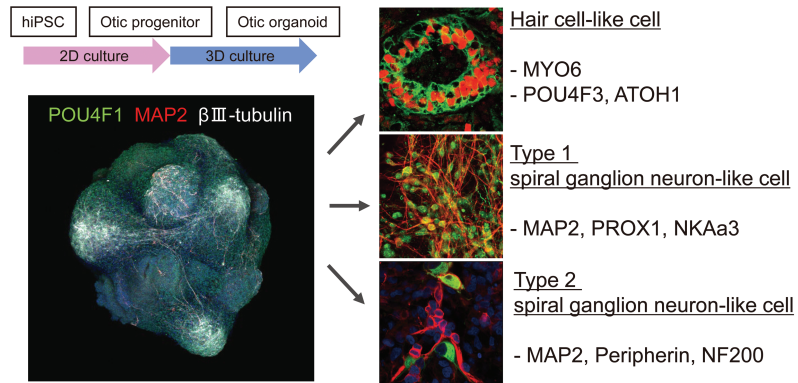 hiPSC
Otic progenitor
Otic organoid
2D culture
3D culture
POU4F1 MAP2 βⅢ-tubulin
Hair cell-like cell
- MYO6
- POU4F3, ATOH1
Type 1
spiral ganglion neuron-like cell
- MAP2, PROX1, NKAa3
Type 2
spiral ganglion neuron-like cell
- MAP2, Peripherin, NF200